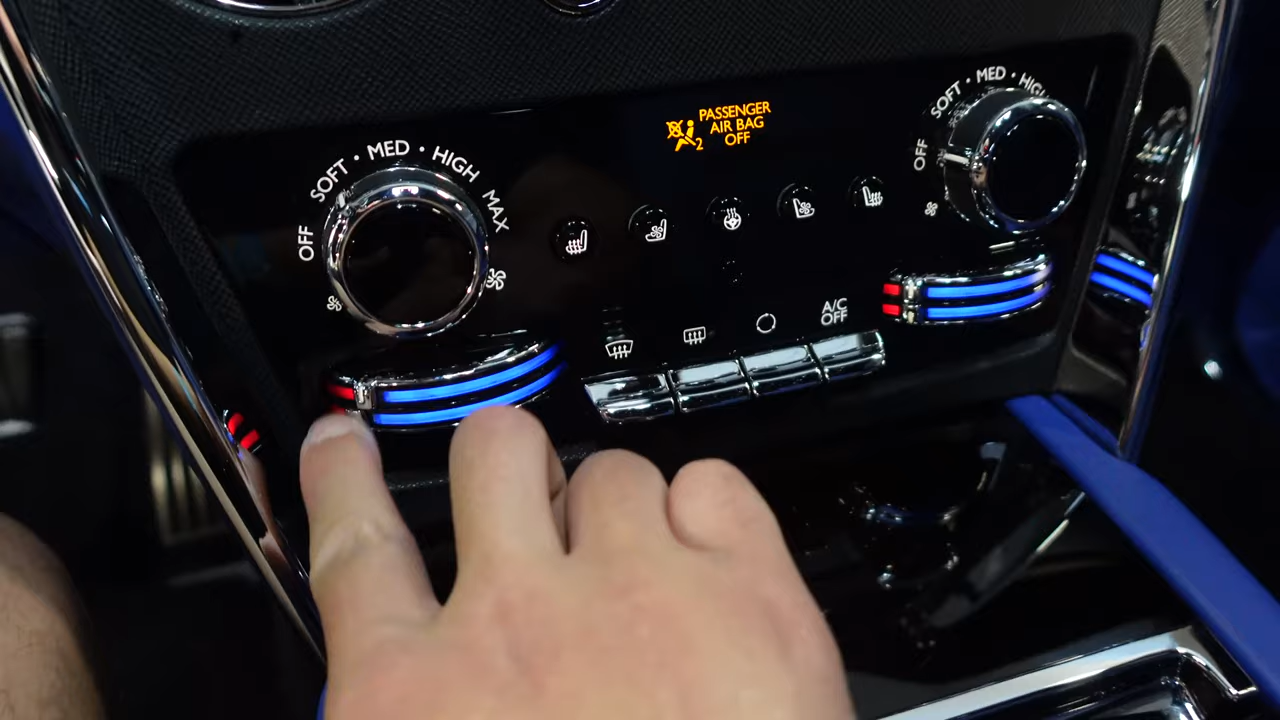 SOFT • MED • HIGH
PASSENGER
AIR BAG
OFF
2
OFF
SOFT • MED • HIGH
MAX
OFF
A/C
OFF